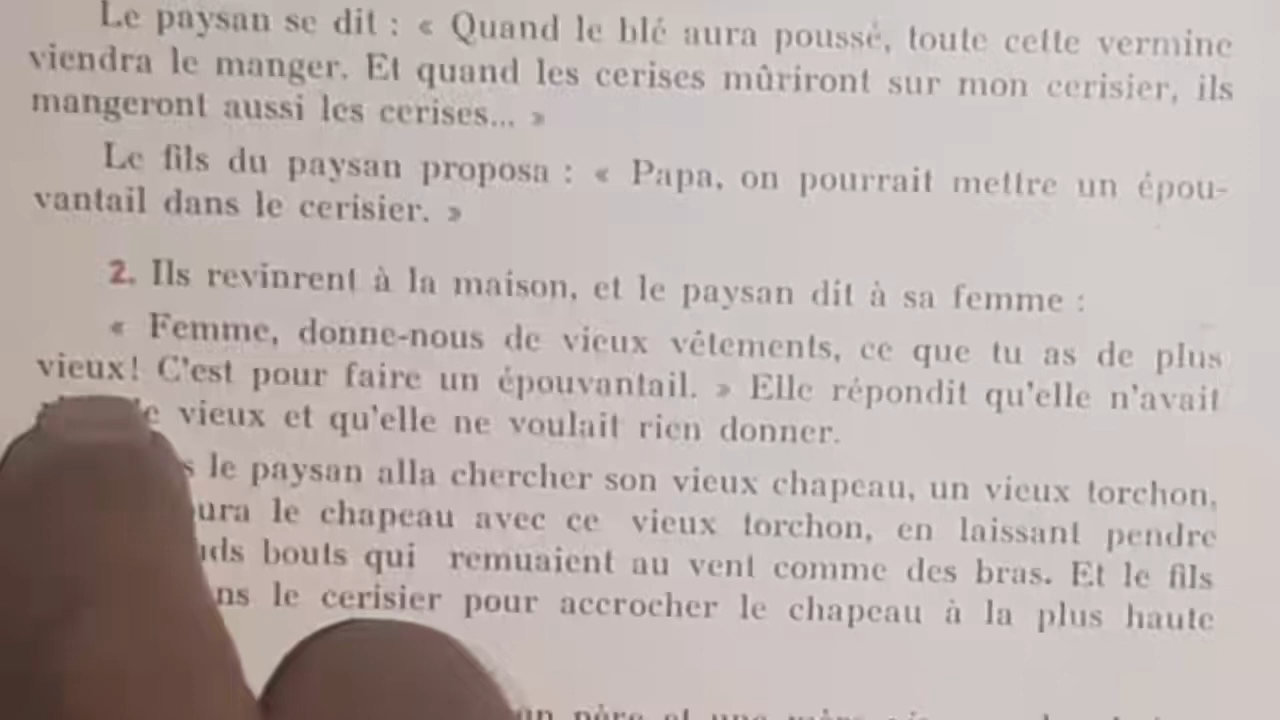 Le paysan se dit : « Quand le blé aura poussé, toute cette vermine
viendra le manger. Et quand les cerises mûriront sur mon cerisier, ils
mangeront aussi les cerises... »
Le fils du paysan proposa : « Papa, on pourrait mettre un épou-
vantail dans le cerisier. »
2. Ils revinrent à la maison, et le paysan dit à sa femme :
« Femme, donne-nous de vieux vêtements, ce que tu as de plus
vieux! C'est pour faire un épouvantail. » Elle répondit qu'elle n'avait
vieux et qu'elle ne voulait rien donner.
le paysan alla chercher son vieux chapeau, un vieux torchon,
le chapeau avec ce vieux torchon, en laissant pendre
bouts qui remuaient au vent comme des bras. Et le fils
le cerisier pour accrocher le chapeau à la plus haute
père et une mère